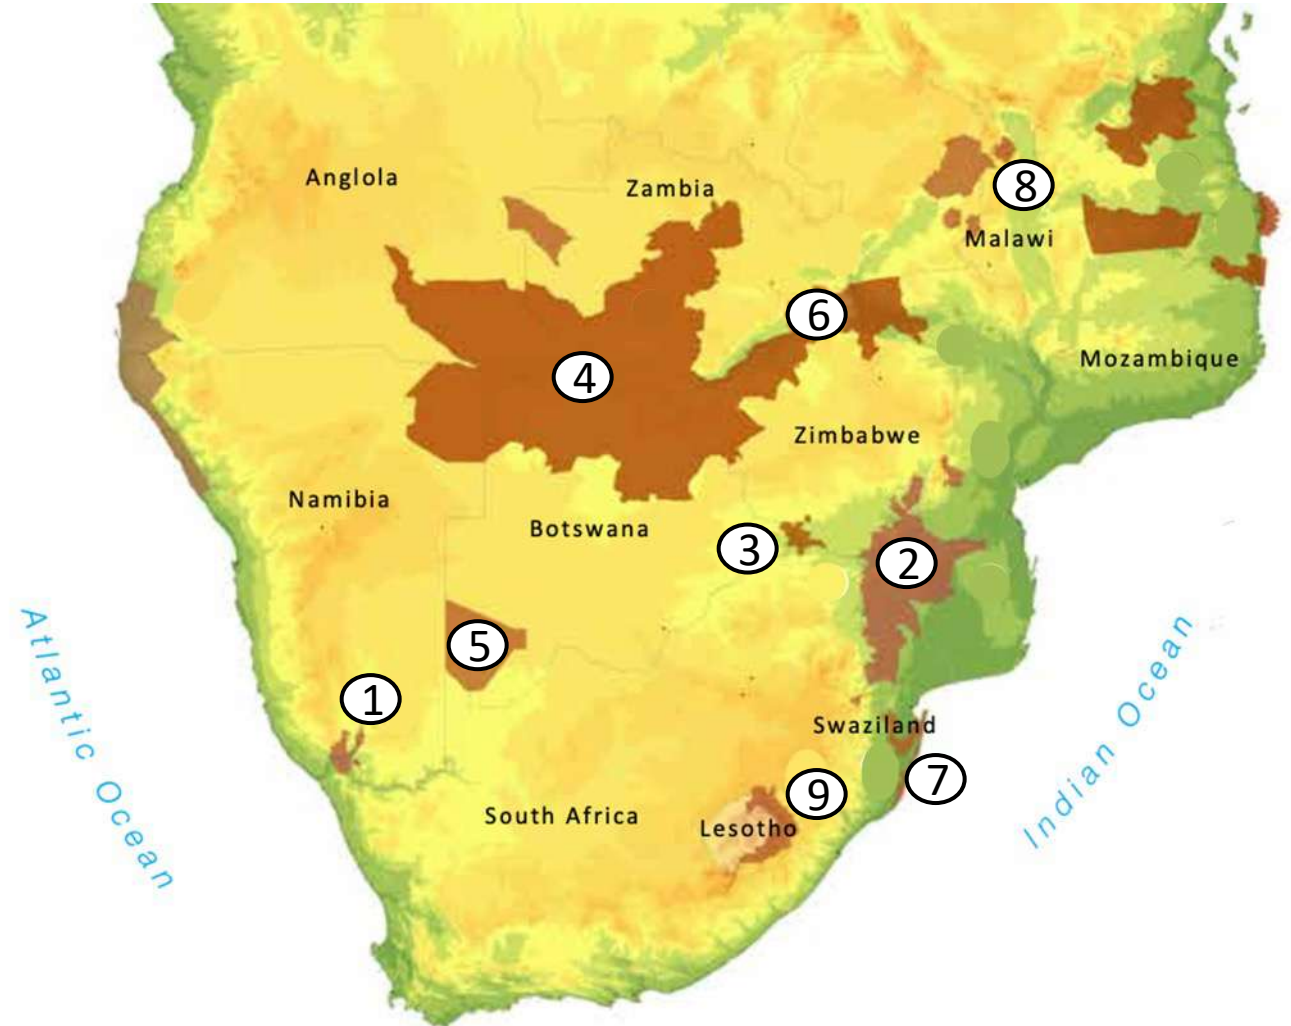 Anglola
Zambia
8
Malawi
6
Mozambique
4
Zimbabwe
Namibia
Botswana
3
2
Atlantic Ocean
5
Indian Ocean
1
Swaziland
7
9
South Africa
Lesotho